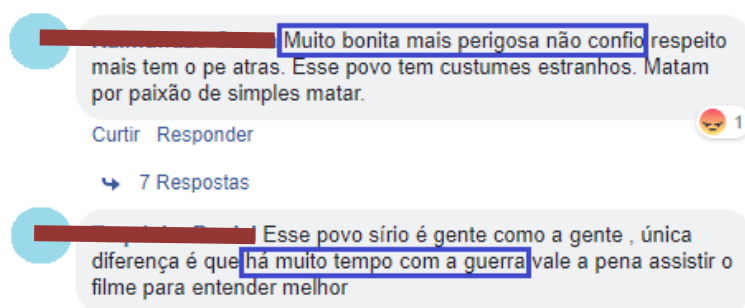 Muito bonita mais perigosa não confio respeito
mais tem o pe atras. Esse povo tem custumes estranhos. Matam
por paixão de simples matar.
1
Curtir Responder
7 Respostas
Esse povo sírio é gente como a gente , única
diferença é que há muito tempo com a guerra vale a pena assistir o
filme para entender melhor